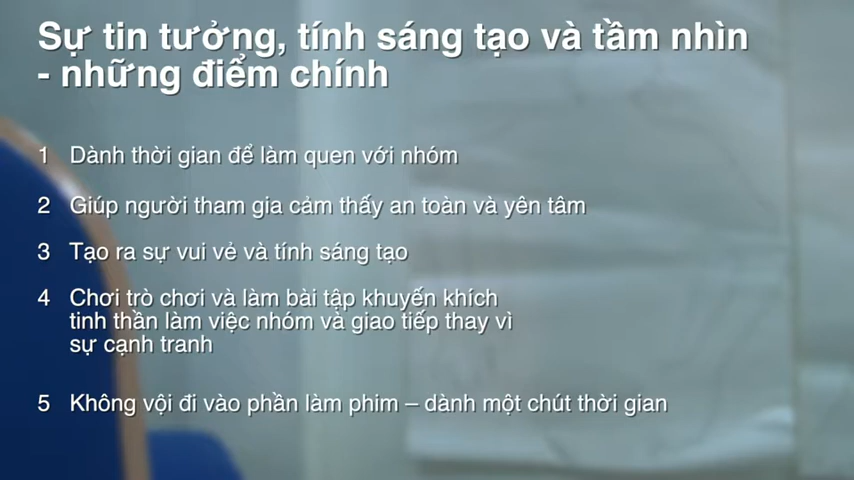 Sự tin tưởng, tính sáng tạo và tầm nhìn
- những điểm chính
1 Dành thời gian để làm quen với nhóm
2 Giúp người tham gia cảm thấy an toàn và yên tâm
3 Tạo ra sự vui vẻ và tính sáng tạo
4 Chơi trò chơi và làm bài tập khuyến khích
tinh thần làm việc nhóm và giao tiếp thay vì
sự cạnh tranh
5 Không vội đi vào phần làm phim – dành một chút thời gian